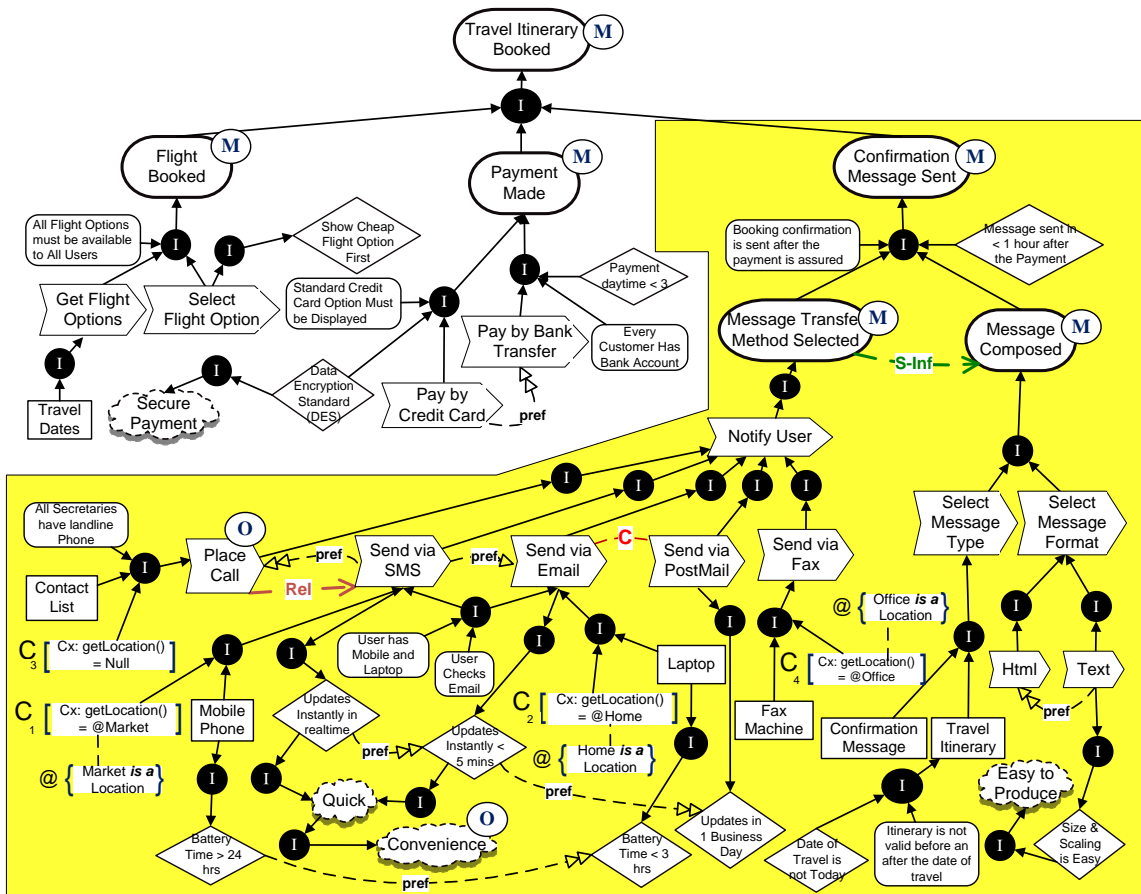 Travel Itinerary
Booked
M
I
Flight
Booked
M
Payment
Made
M
Confirmation
Message Sent
M
All Flight Options
must be available
to All Users
I
I
Show Cheap
Flight Option
First
Booking confirmation
is sent after the
payment is assured
I
Message sent in
< 1 hour after
the Payment
Get Flight
Options
Select
Flight Option
Standard Credit
Card Option Must
be Displayed
I
I
Payment
daytime < 3
Pay by Bank
Transfer
Every
Customer Has
Bank Account
Message Transfe
Method Selected
M
Message
Composed
M
S-Inf
I
Travel
Dates
I
Secure
Payment
Data
Encryption
Standard
(DES)
Pay by
Credit Card
pref
I
Notify User
I
I
I
I
I
I
I
All Secretaries
have landline
Phone
I
Contact
List
O
Place
Call
pref
Rel
Send via
SMS
pref
Send via
Email
C
Send via
PostMail
Send via
Fax
Select
Message
Type
Select
Message
Format
C
3
[ Cx: getLocation()
= Null ]
I
I
User has
Mobile and
Laptop
I
User
Checks
Email
I
I
Laptop
I
I
@ { Office is a
Location
C
4
[ Cx: getLocation()
= @Office ]
I
I
I
Html
Text
pref
C
1
[ Cx: getLocation()
= @Market ]
Mobile
Phone
@ { Market is a
Location }
Updates
Instantly in
realtime
pref
Updates
Instantly <
5 mins
C
2
[ Cx: getLocation()
= @Home ]
@ { Home is a
Location }
I
Fax
Machine
Confirmation
Message
Travel
Itinerary
I
I
I
Quick
I
pref
I
Easy to
Produce
I
Convenience
O
Battery
Time > 24
hrs
pref
Battery
Time < 3
hrs
Updates in
1 Business
Day
Date of
Travel is
not Today
Itinerary is not
valid before an
after the date of
travel
I
Size &
Scaling
is Easy